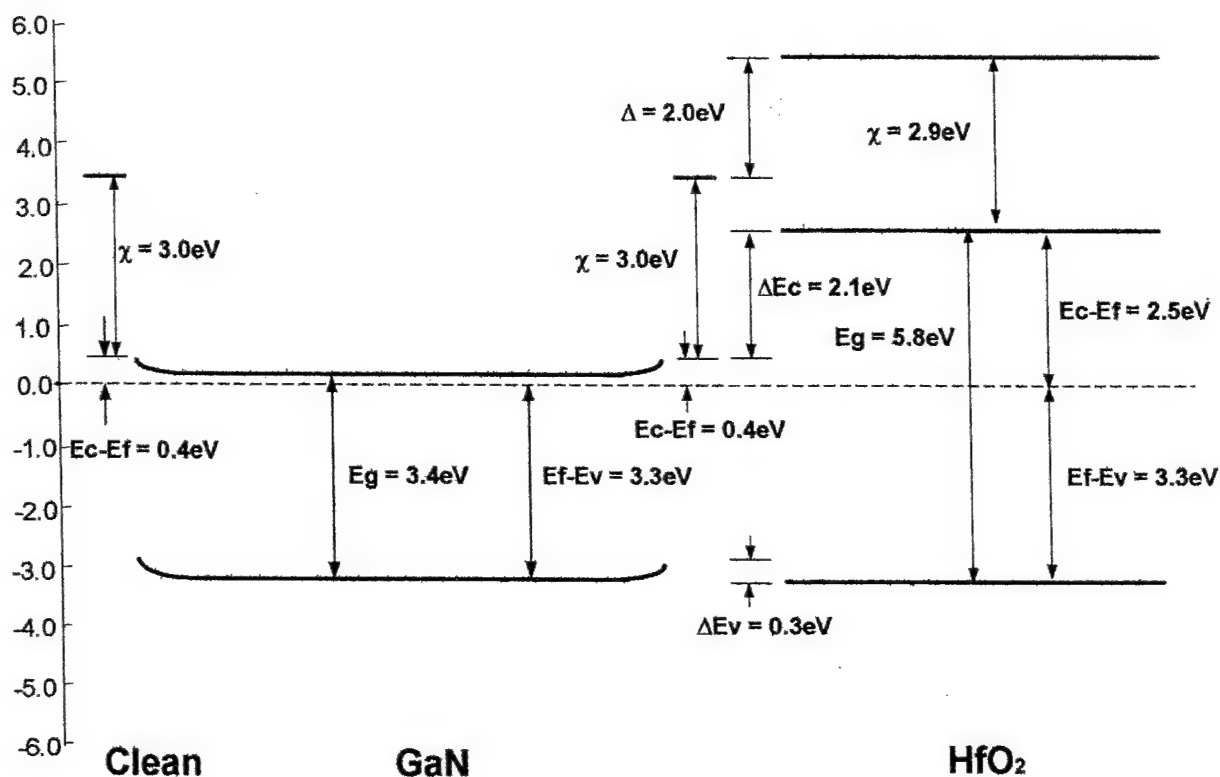 6.0
5.0
4.0
3.0
2.0
1.0
0.0
-1.0
-2.0
-3.0
-4.0
-5.0
-6.0
χ = 3.0eV
Ec-Ef = 0.4eV
Eg = 3.4eV
Ef-Ev = 3.3eV
Δ = 2.0eV
χ = 3.0eV
Ec-Ef = 0.4eV
ΔEc = 2.1eV
ΔEv = 0.3eV
χ = 2.9eV
Eg = 5.8eV
Ec-Ef = 2.5eV
Ef-Ev = 3.3eV
Clean GaN HfO₂